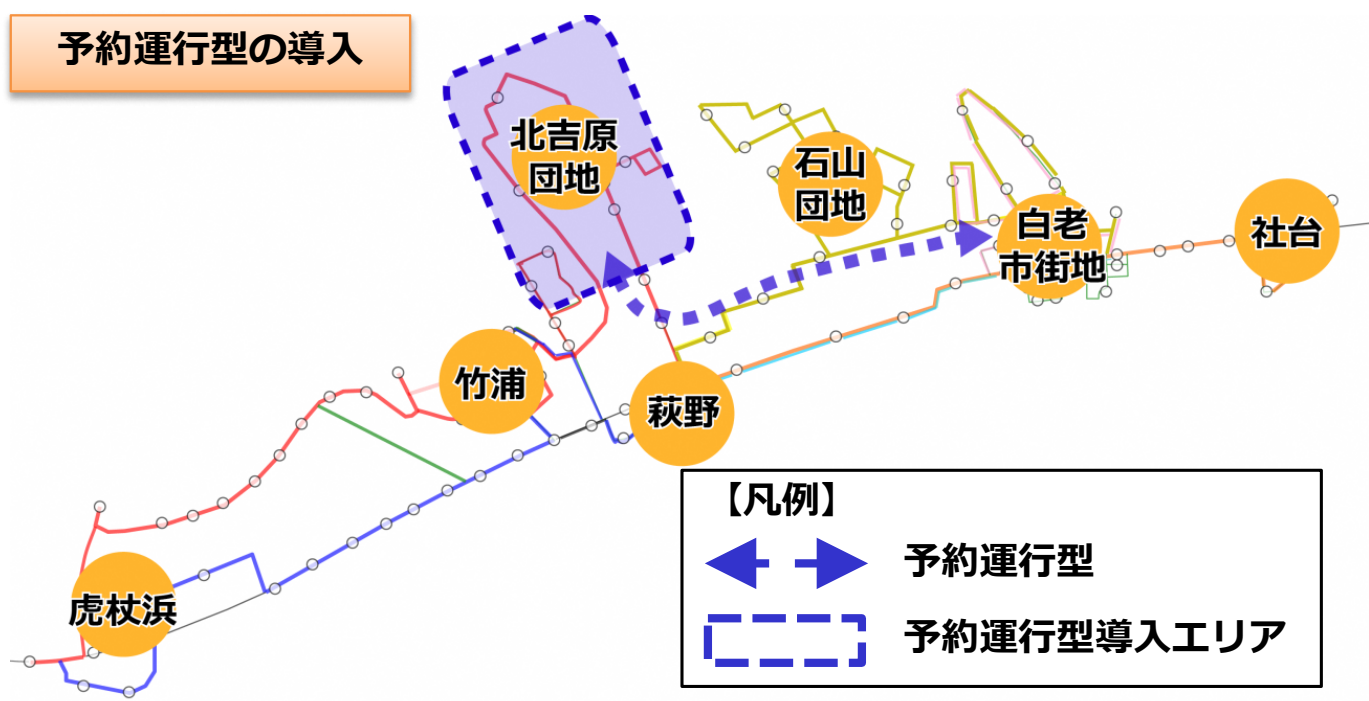 予約運行型の導入
北吉原
団地
石山
団地
白老
市街地
社台
竹浦
萩野
虎杖浜
【凡例】
予約運行型
予約運行型導入エリア